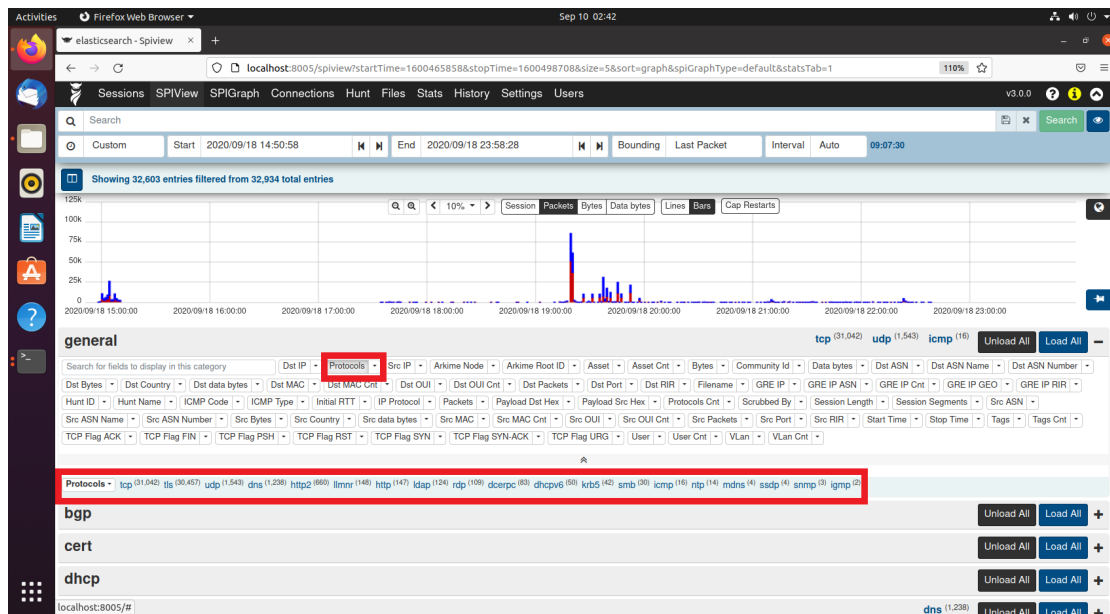 Activities Firefox Web Browser Sep 10 02:42
elasticsearch - Spiview × +
localhost:8005/spiview?startTime=1600465858&stopTime=1600498708&size=5&sort=graph&spiGraphType=default&statsTab=1 110%
Sessions SPIView SPIGraph Connections Hunt Files Stats History Settings Users v3.0.0
Search Search
Custom Start 2020/09/18 14:50:58 End 2020/09/18 23:58:28 Bounding Last Packet Interval Auto 09:07:30
Showing 32,603 entries filtered from 32,934 total entries
10% Session Packets Bytes Data bytes Lines Bars Cap Restarts
125k
100k
75k
50k
25k
0
2020/09/18 15:00:00 2020/09/18 16:00:00 2020/09/18 17:00:00 2020/09/18 18:00:00 2020/09/18 19:00:00 2020/09/18 20:00:00 2020/09/18 21:00:00 2020/09/18 22:00:00 2020/09/18 23:00:00
general tcp (31,042) udp (1,543) icmp (16) Unload All Load All
Search for fields to display in this category Dst IP Protocols Src IP Arkime Node Arkime Root ID Asset Asset Cnt Bytes Community Id Data bytes Dst ASN Dst ASN Name Dst ASN Number
Dst Bytes Dst Country Dst data bytes Dst MAC Dst MAC Cnt Dst OUI Dst OUI Cnt Dst Packets Dst Port Dst RIR Filename GRE IP GRE IP ASN GRE IP Cnt GRE IP GEO GRE IP RIR
Hunt ID Hunt Name ICMP Code ICMP Type Initial RTT IP Protocol Packets Payload Dst Hex Payload Src Hex Protocols Cnt Scrubbed By Session Length Session Segments Src ASN
Src ASN Name Src ASN Number Src Bytes Src Country Src data bytes Src MAC Src MAC Cnt Src OUI Src OUI Cnt Src Packets Src Port Src RIR Start Time Stop Time Tags Tags Cnt
TCP Flag ACK TCP Flag FIN TCP Flag PSH TCP Flag RST TCP Flag SYN TCP Flag SYN-ACK TCP Flag URG User User Cnt VLan VLan Cnt
Protocols tcp (31,042) tls (30,457) udp (1,543) dns (1,238) http2 (660) llmnr (148) http (147) ldap (124) rdp (109) dcerpc (83) dhcpv6 (50) krb5 (42) smb (30) icmp (16) ntp (14) mdns (4) ssdp (4) snmp (3) igmp (2)
bgp Unload All Load All
cert Unload All Load All
dhcp Unload All Load All
localhost:8005/# dns (1,238) Unload All Load All